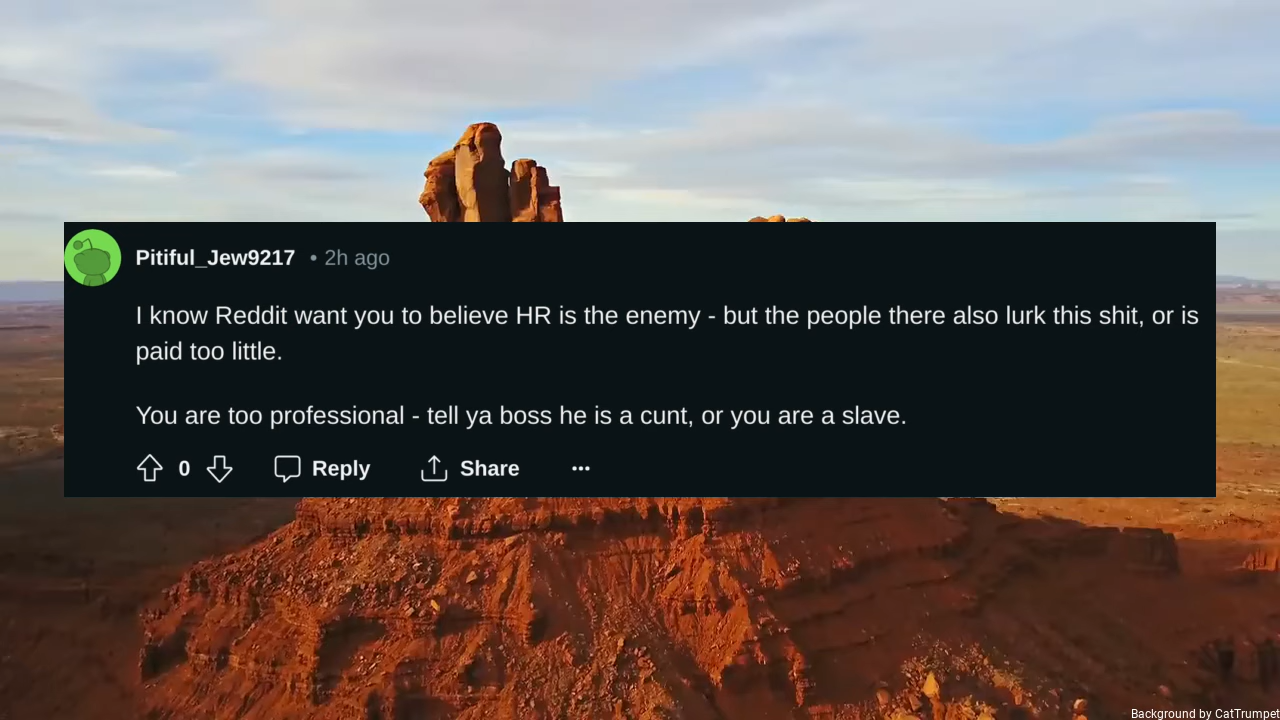 Pitiful_Jew9217 • 2h ago
I know Reddit want you to believe HR is the enemy - but the people there also lurk this shit, or is
paid too little.
You are too professional - tell ya boss he is a cunt, or you are a slave.
0 Reply Share ···
Background by CatTrumpet